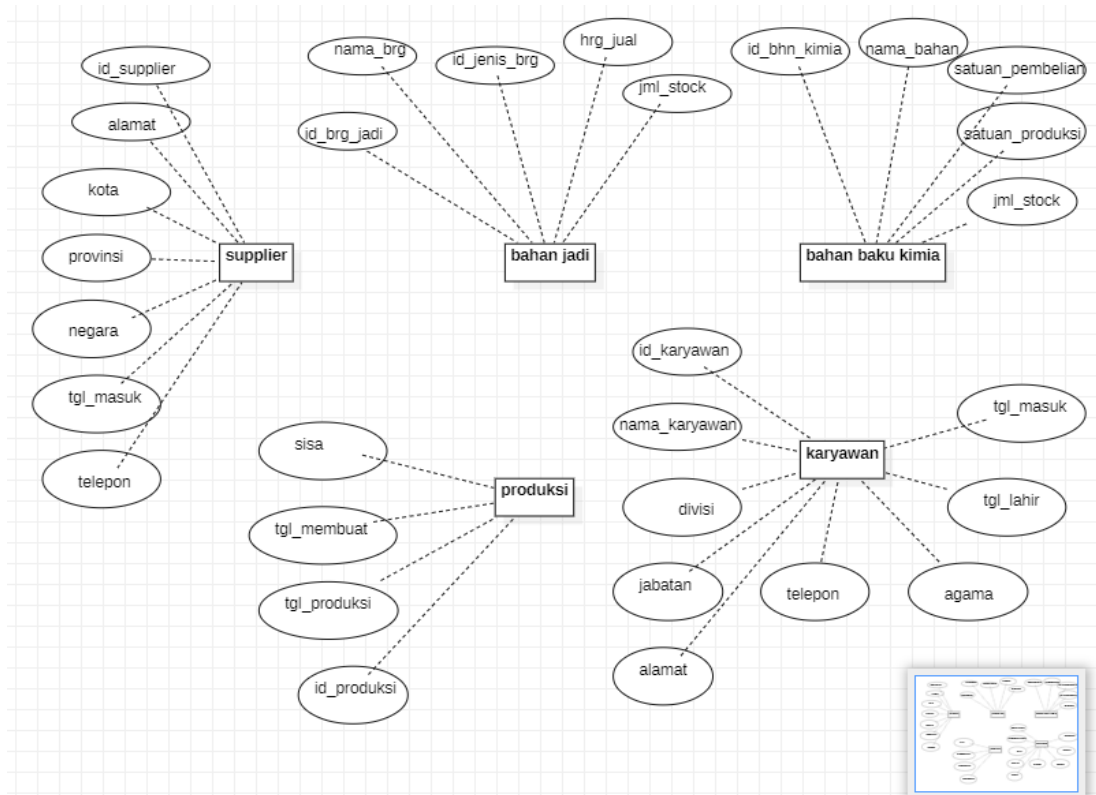 id_supplier
alamat
kota
provinsi
negara
tgl_masuk
telepon
supplier
nama_brg
id_jenis_brg
hrg_jual
jml_stock
id_brg_jadi
bahan jadi
id_bhn_kimia
nama_bahan
satuan_pembelian
satuan_produksi
jml_stock
bahan baku kimia
sisa
tgl_membuat
tgl_produksi
id_produksi
produksi
id_karyawan
nama_karyawan
divisi
jabatan
alamat
telepon
agama
tgl_lahir
tgl_masuk
karyawan